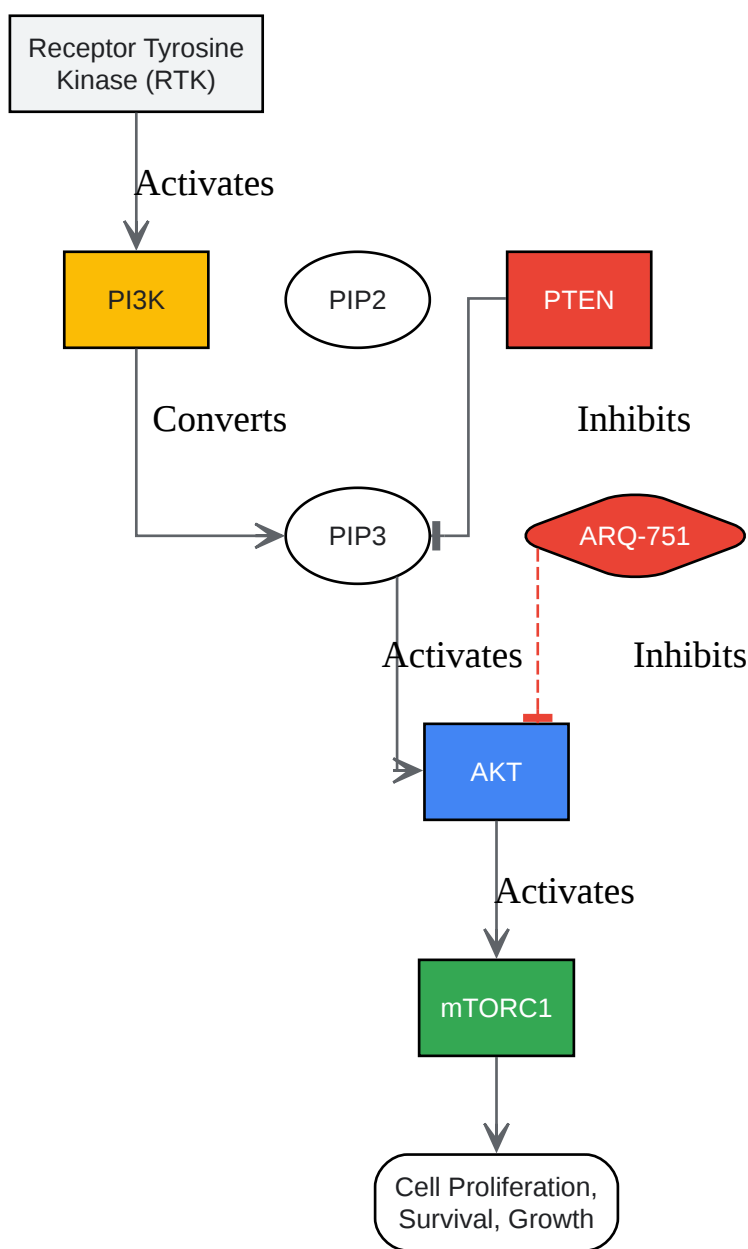 Receptor Tyrosine
Kinase (RTK)
Activates
PI3K
PIP2
PTEN
Converts
Inhibits
PIP3
ARQ-751
Activates
Inhibits
AKT
Activates
mTORC1
Cell Proliferation,
Survival, Growth